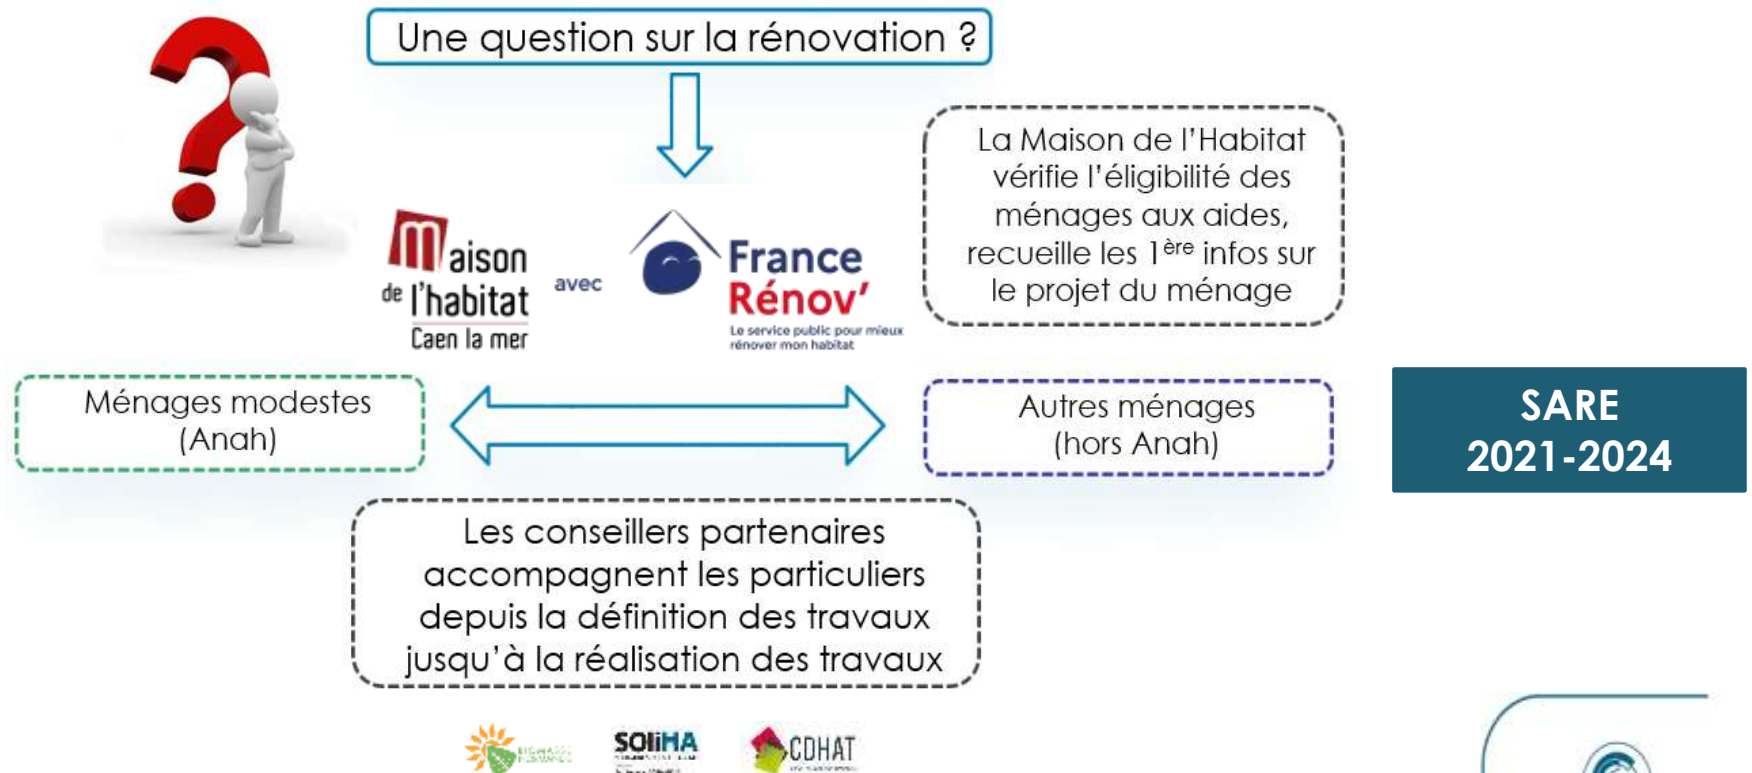 Une question sur la rénovation ?
La Maison de l'Habitat
vérifie l'éligibilité des
ménages aux aides,
recueille les 1ère infos sur
le projet du ménage
Maison
de l'habitat
Caen la mer
avec
France
Rénov'
Le service public pour mieux
rénover mon habitat
Ménages modestes
(Anah)
Autres ménages
(hors Anah)
SARE
2021-2024
Les conseillers partenaires
accompagnent les particuliers
depuis la définition des travaux
jusqu'à la réalisation des travaux
SOliHA
CDHAT